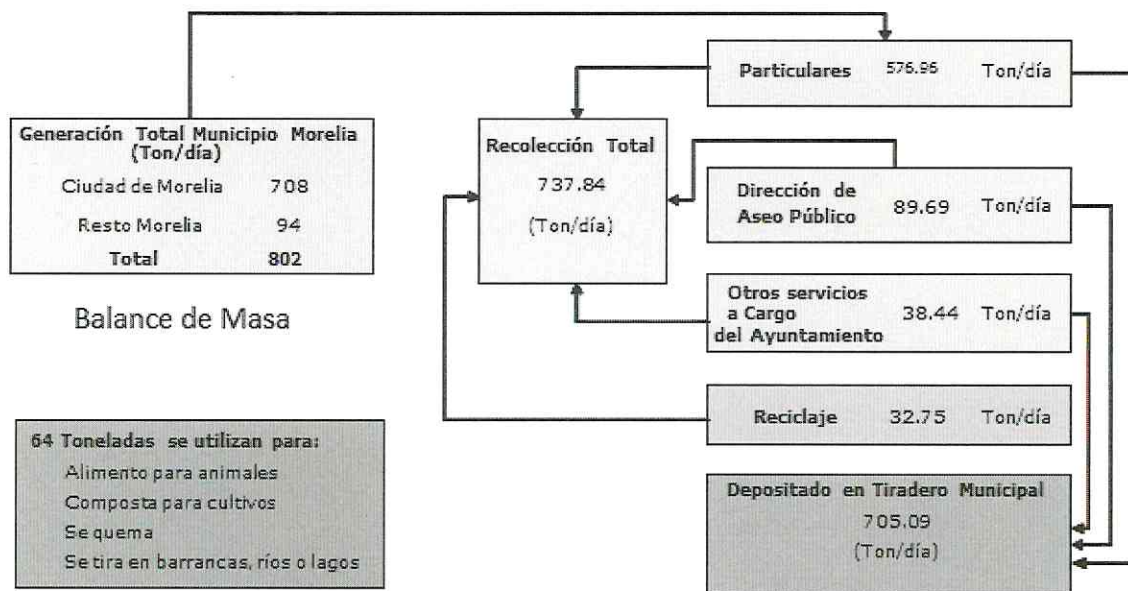 Generación Total Municipio Morelia
(Ton/día)
Ciudad de Morelia 708
Resto Morelia 94
Total 802
Balance de Masa
64 Toneladas se utilizan para:
Alimento para animales
Composta para cultivos
Se quema
Se tira en barrancas, ríos o lagos
Recolección Total
737.84
(Ton/día)
Particulares 576.96 Ton/día
Dirección de
Aseo Público 89.69 Ton/día
Otros servicios
a Cargo 38.44 Ton/día
del Ayuntamiento
Reciclaje 32.75 Ton/día
Depositado en Tiradero Municipal
705.09
(Ton/día)